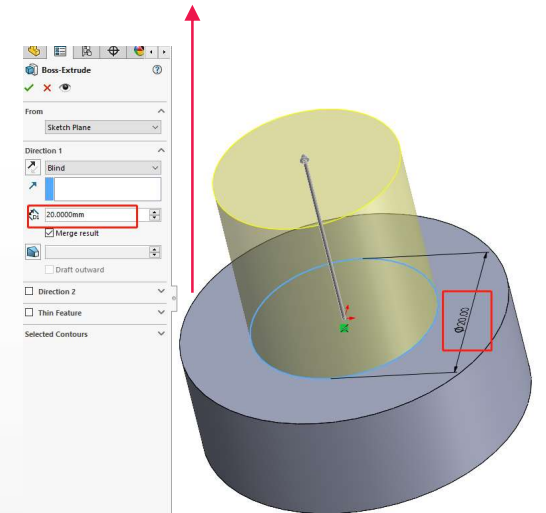 Boss-Extrude
From
Sketch Plane
Direction 1
Blind
D1
20.0000mm
Merge result
Draft outward
Direction 2
Thin Feature
Selected Contours
Ø20.00